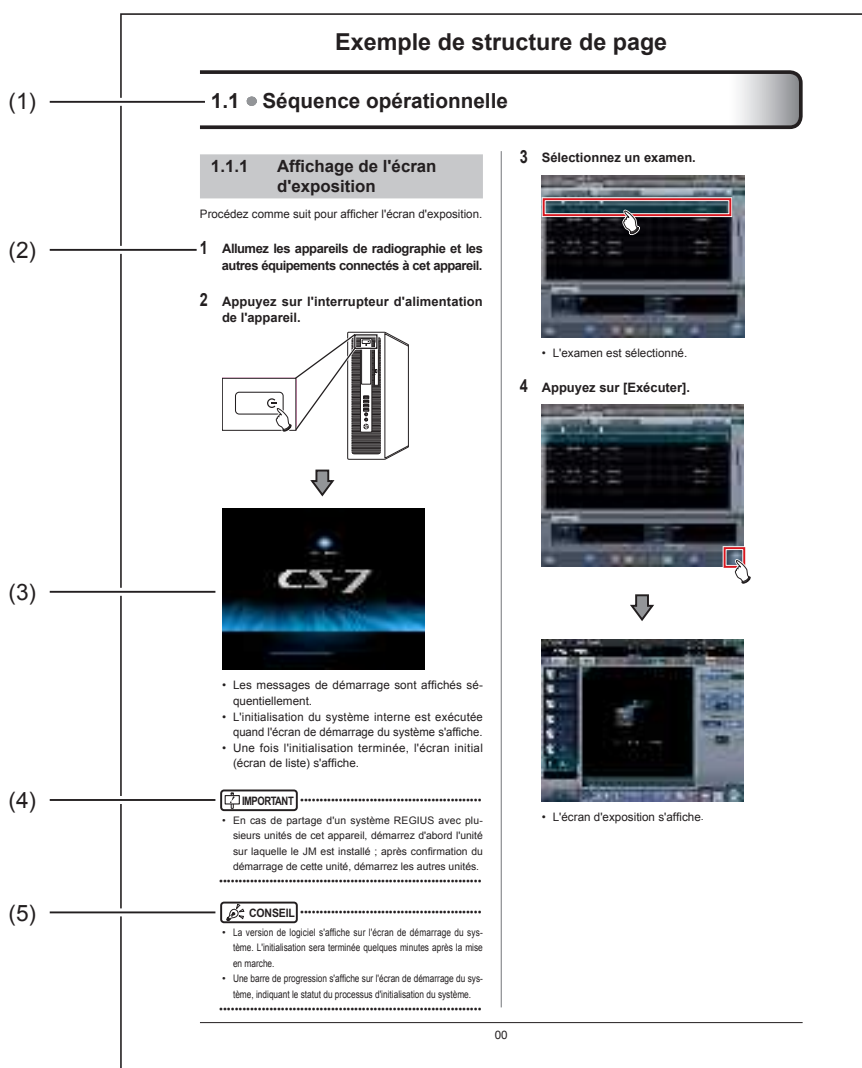 Exemple de structure de page
(1)
1.1 ● Séquence opérationnelle
1.1.1 Affichage de l'écran
d'exposition
Procédez comme suit pour afficher l'écran d'exposition.
(2)
1 Allumez les appareils de radiographie et les
autres équipements connectés à cet appareil.
2 Appuyez sur l'interrupteur d'alimentation
de l'appareil.
(3)
CS-7
• Les messages de démarrage sont affichés sé-
quentiellement.
• L'initialisation du système interne est exécutée
quand l'écran de démarrage du système s'affiche.
• Une fois l'initialisation terminée, l'écran initial
(écran de liste) s'affiche.
(4)
IMPORTANT
• En cas de partage d'un système REGIUS avec plu-
sieurs unités de cet appareil, démarrez d'abord l'unité
sur laquelle le JM est installé ; après confirmation du
démarrage de cette unité, démarrez les autres unités.
(5)
CONSEIL
• La version de logiciel s'affiche sur l'écran de démarrage du sys-
tème. L'initialisation sera terminée quelques minutes après la mise
en marche.
• Une barre de progression s'affiche sur l'écran de démarrage du sys-
tème, indiquant le statut du processus d'initialisation du système.
3 Sélectionnez un examen.
• L'examen est sélectionné.
4 Appuyez sur [Exécuter].
• L'écran d'exposition s'affiche.
00